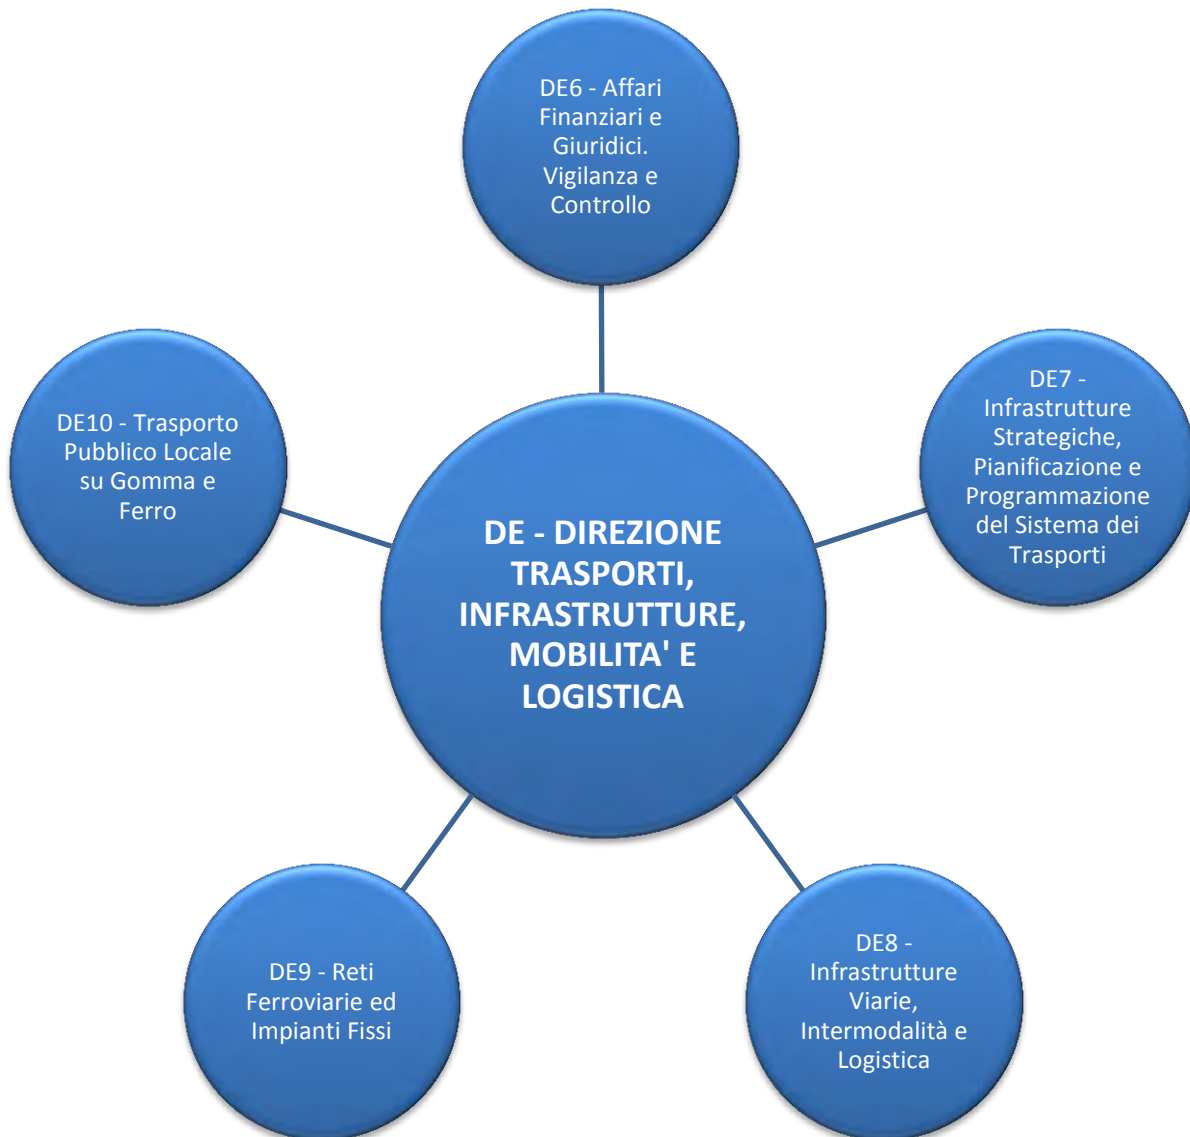 DE6 - Affari
Finanziari e
Giuridici.
Vigilanza e
Controllo
DE10 - Trasporto
Pubblico Locale
su Gomma e
Ferro
DE7 -
Infrastrutture
Strategiche,
Pianificazione e
Programmazione
del Sistema dei
Trasporti
DE - DIREZIONE
TRASPORTI,
INFRASTRUTTURE,
MOBILITA' E
LOGISTICA
DE9 - Reti
Ferroviarie ed
Impianti Fissi
DE8 -
Infrastrutture
Viarie,
Intermodalità e
Logistica